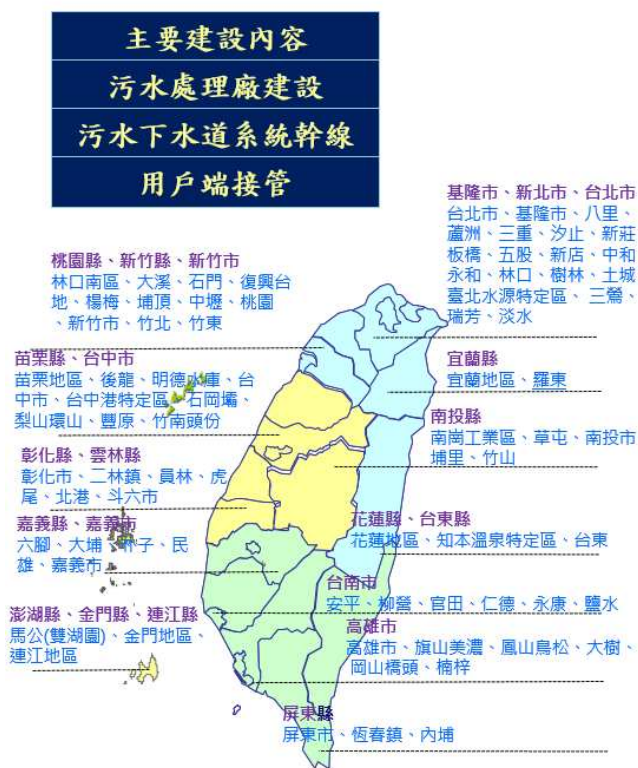 主要建設內容
污水處理廠建設
污水下水道系統幹線
用戶端接管
基隆市、新北市、台北市
台北市、基隆市、八里、
蘆洲、三重、汐止、新莊
板橋、五股、新店、中和
永和、林口、樹林、土城
臺北水源特定區、三鶯、
瑞芳、淡水
桃園縣、新竹縣、新竹市
林口南區、大溪、石門、復興台
地、楊梅、埔頂、中壢、桃園
、新竹市、竹北、竹東
苗栗縣、台中市
苗栗地區、後龍、明德水庫、台
中市、台中港特定區、石岡壩、
梨山環山、豐原、竹南頭份
宜蘭縣
宜蘭地區、羅東
南投縣
南崗工業區、草屯、南投市
埔里、竹山
彰化縣、雲林縣
彰化市、二林鎮、員林、虎
尾、北港、斗六市
嘉義縣、嘉義市
六腳、大埔、子、民
雄、嘉義市
花蓮縣、台東縣
花蓮地區、知本溫泉特定區、台東
台南市
安平、柳營、官田、仁德、永康、鹽水
澎湖縣、金門縣、連江縣
馬公(雙湖園)、金門地區、
連江地區
高雄市
高雄市、旗山美濃、鳳山鳥松、大樹、
岡山橋頭、楠梓
屏東縣
屏東市、恆春鎮、內埔